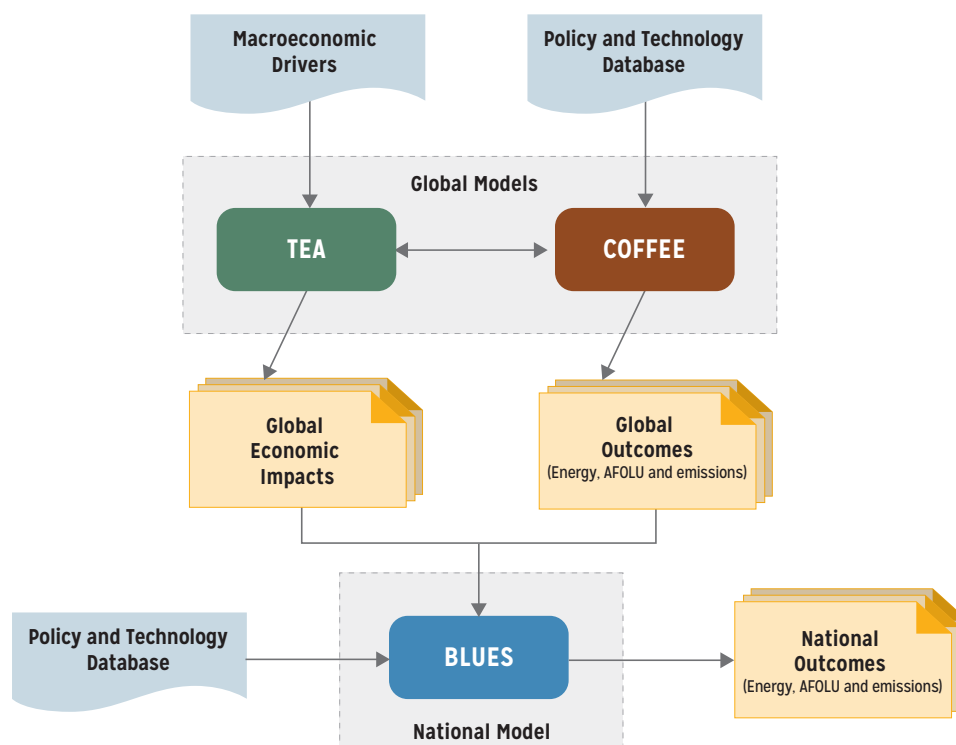 Macroeconomic
Drivers
Policy and Technology
Database
Global Models
TEA
COFFEE
Global
Economic
Impacts
Global
Outcomes
(Energy, AFOLU and emissions)
Policy and Technology
Database
BLUES
National
Outcomes
(Energy, AFOLU and emissions)
National Model